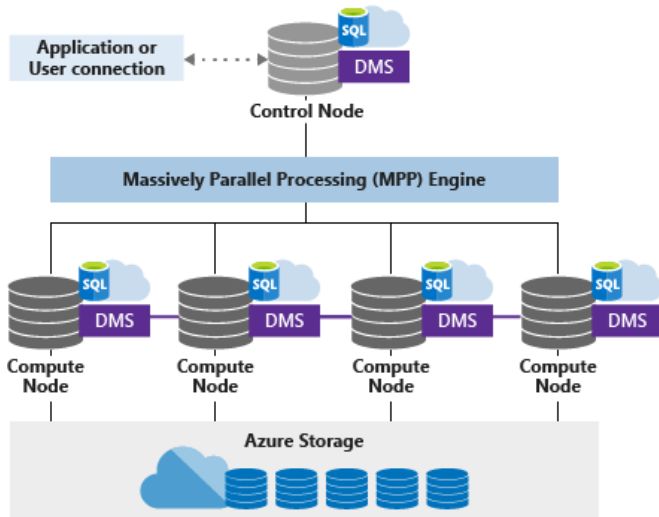 Application or
User connection
SQL
DMS
Control Node
Massively Parallel Processing (MPP) Engine
SQL
SQL
SQL
SQL
DMS
DMS
DMS
DMS
Compute
Node
Compute
Node
Compute
Node
Compute
Node
Azure Storage